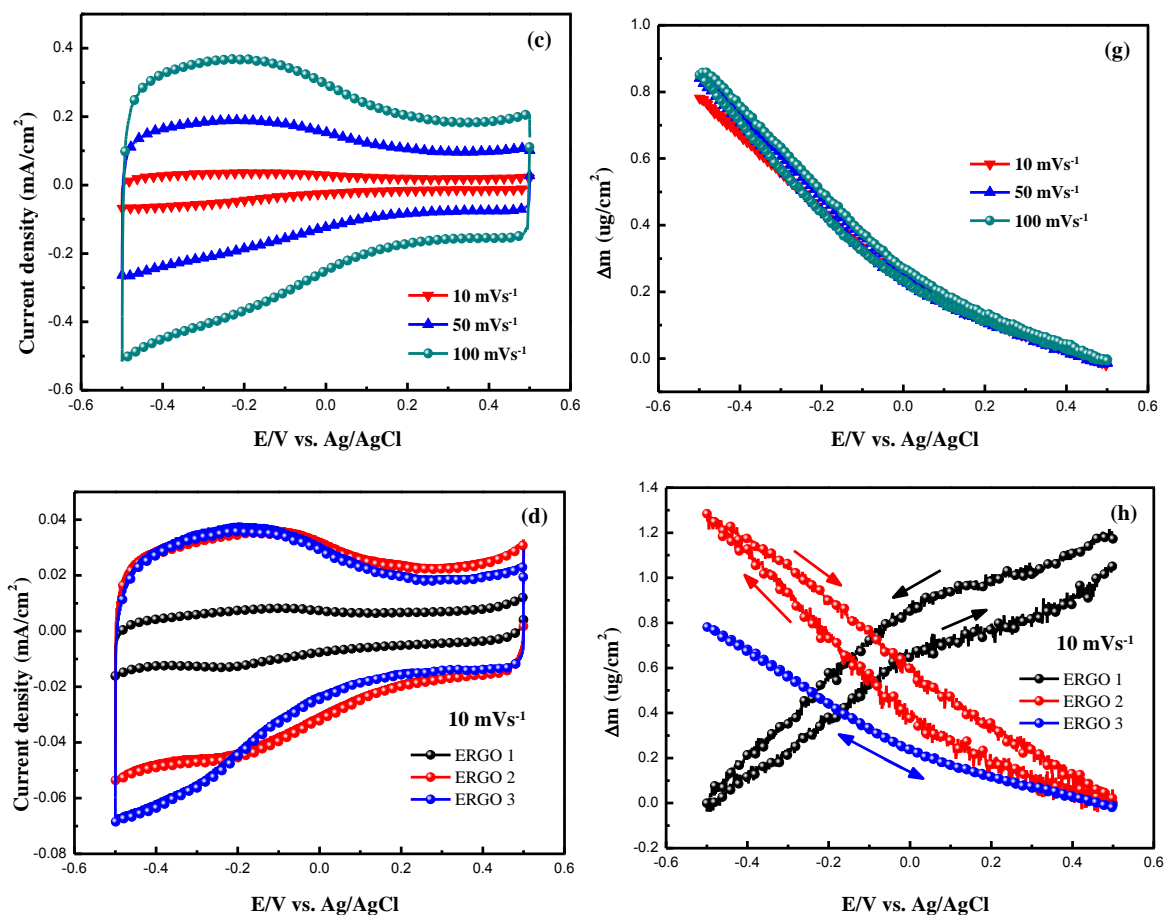 (c)
Current density (mA/cm²)
0.4
0.2
0.0
-0.2
-0.4
-0.6
10 mVs⁻¹
50 mVs⁻¹
100 mVs⁻¹
-0.6 -0.4 -0.2 0.0 0.2 0.4 0.6
E/V vs. Ag/AgCl
(g)
Δm (ug/cm²)
1.0
0.8
0.6
0.4
0.2
0.0
10 mVs⁻¹
50 mVs⁻¹
100 mVs⁻¹
-0.6 -0.4 -0.2 0.0 0.2 0.4 0.6
E/V vs. Ag/AgCl
(d)
Current density (mA/cm²)
0.04
0.02
0.00
-0.02
-0.04
-0.06
-0.08
10 mVs⁻¹
ERGO 1
ERGO 2
ERGO 3
-0.6 -0.4 -0.2 0.0 0.2 0.4 0.6
E/V vs. Ag/AgCl
(h)
Δm (ug/cm²)
1.4
1.2
1.0
0.8
0.6
0.4
0.2
0.0
-0.2
10 mVs⁻¹
ERGO 1
ERGO 2
ERGO 3
-0.6 -0.4 -0.2 0.0 0.2 0.4 0.6
E/V vs. Ag/AgCl